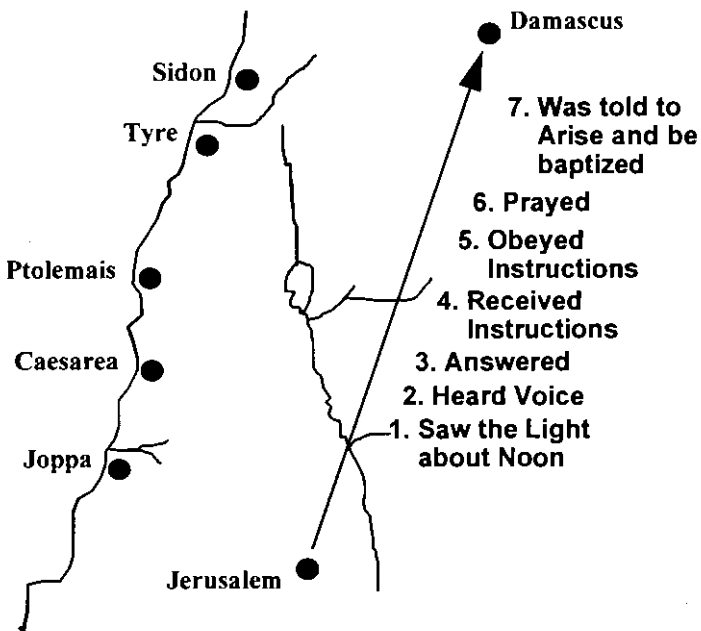 Damascus
Sidon
7. Was told to
Arise and be
baptized
Tyre
6. Prayed
5. Obeyed
Instructions
Ptolemais
4. Received
Instructions
3. Answered
Caesarea
2. Heard Voice
1. Saw the Light
about Noon
Joppa
Jerusalem